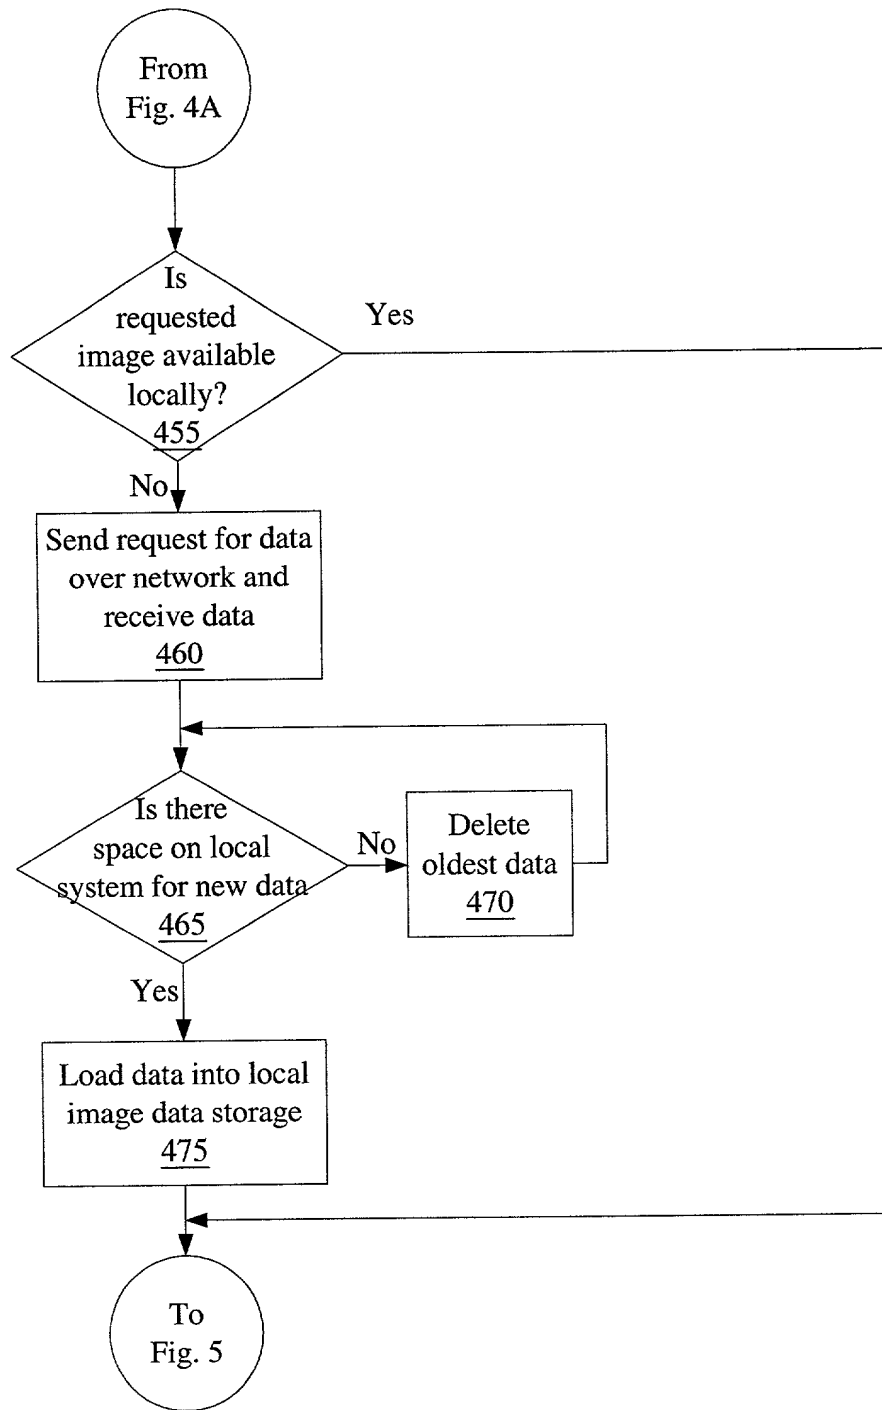 From
Fig. 4A
Is
requested
image available
locally?
455
Yes
No
Send request for data
over network and
receive data
460
Is there
space on local
system for new data
465
No
Delete
oldest data
470
Yes
Load data into local
image data storage
475
To
Fig. 5